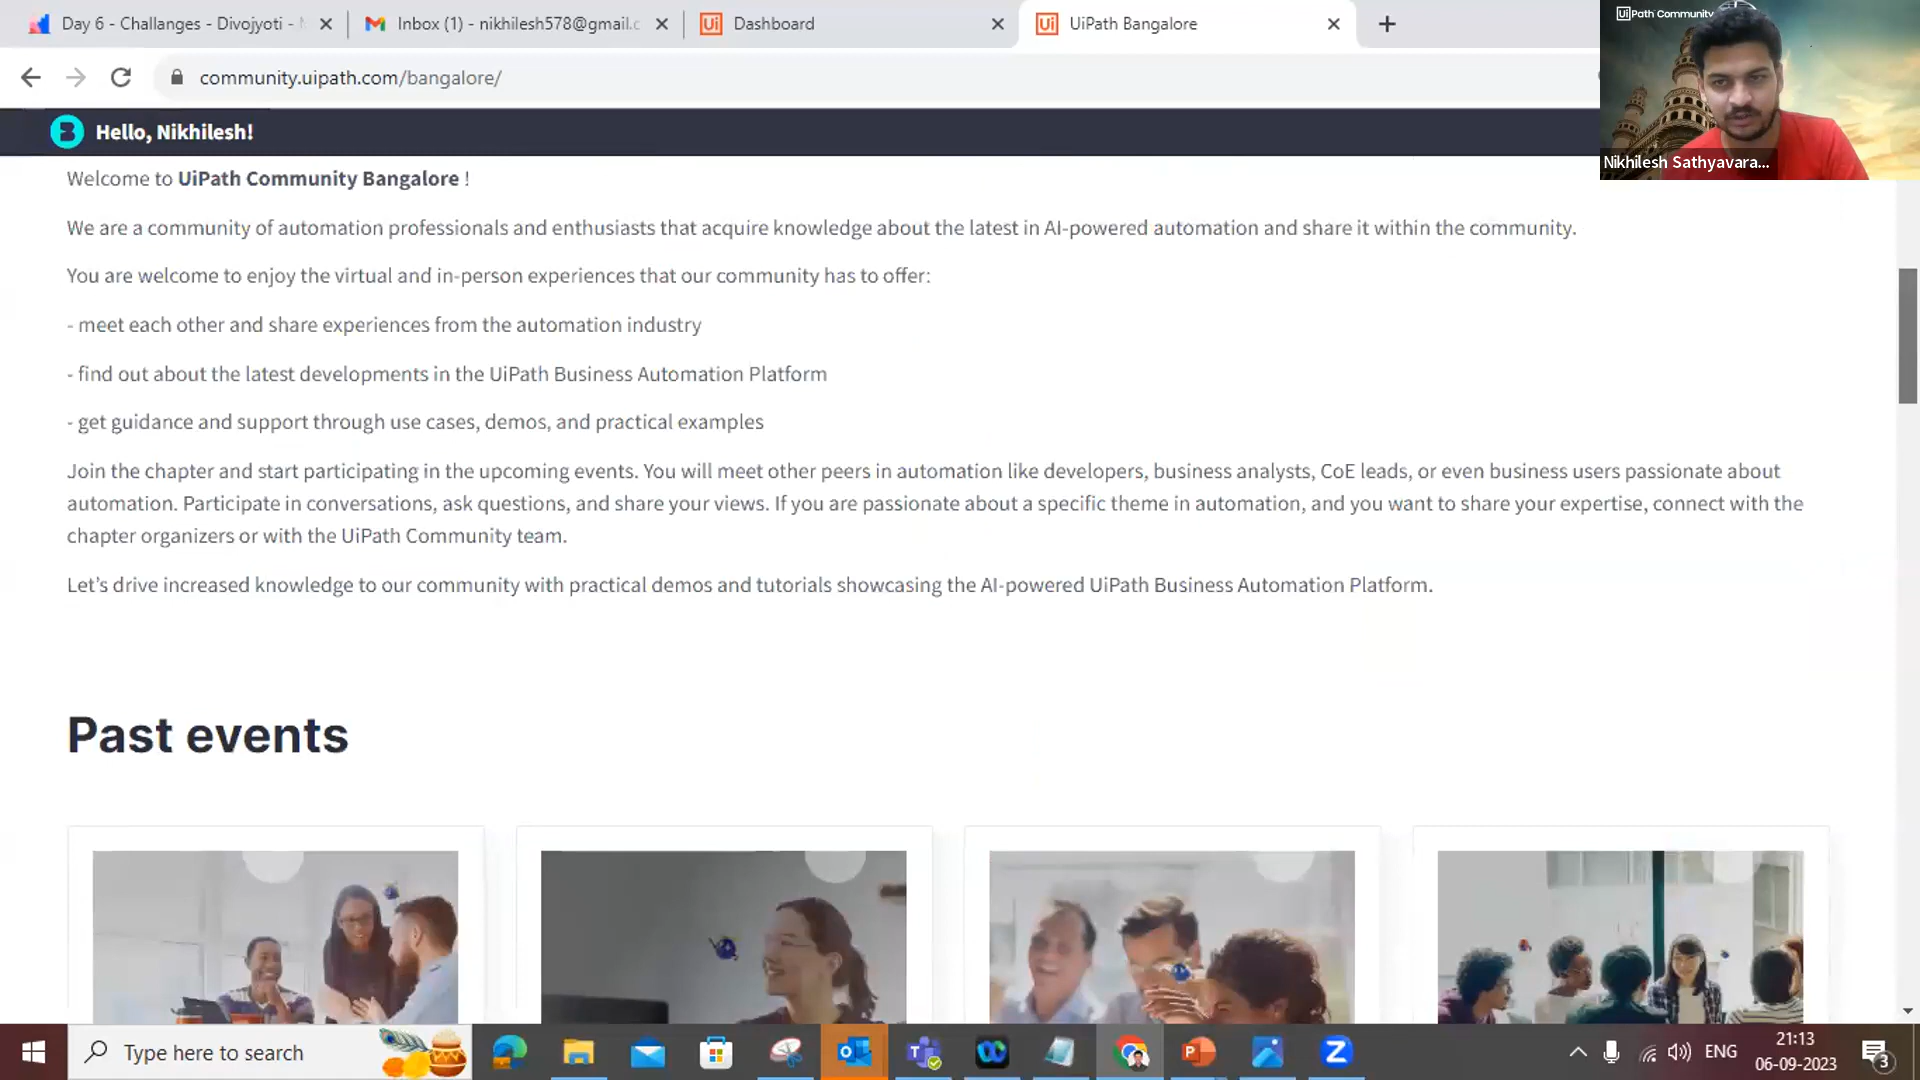 Day 6 - Challanges - Divojyoti -
Inbox (1) - nikhilesh578@gmail.c
Ui Dashboard
Ui UiPath Bangalore
UiPath Community
community.uipath.com/bangalore/
Hello, Nikhilesh!
Nikhilesh Sathyavara...
Welcome to UiPath Community Bangalore !
We are a community of automation professionals and enthusiasts that acquire knowledge about the latest in AI-powered automation and share it within the community.
You are welcome to enjoy the virtual and in-person experiences that our community has to offer:
- meet each other and share experiences from the automation industry
- find out about the latest developments in the UiPath Business Automation Platform
- get guidance and support through use cases, demos, and practical examples
Join the chapter and start participating in the upcoming events. You will meet other peers in automation like developers, business analysts, CoE leads, or even business users passionate about
automation. Participate in conversations, ask questions, and share your views. If you are passionate about a specific theme in automation, and you want to share your expertise, connect with the
chapter organizers or with the UiPath Community team.
Let's drive increased knowledge to our community with practical demos and tutorials showcasing the AI-powered UiPath Business Automation Platform.
Past events
Type here to search
ENG
21:13
06-09-2023
3